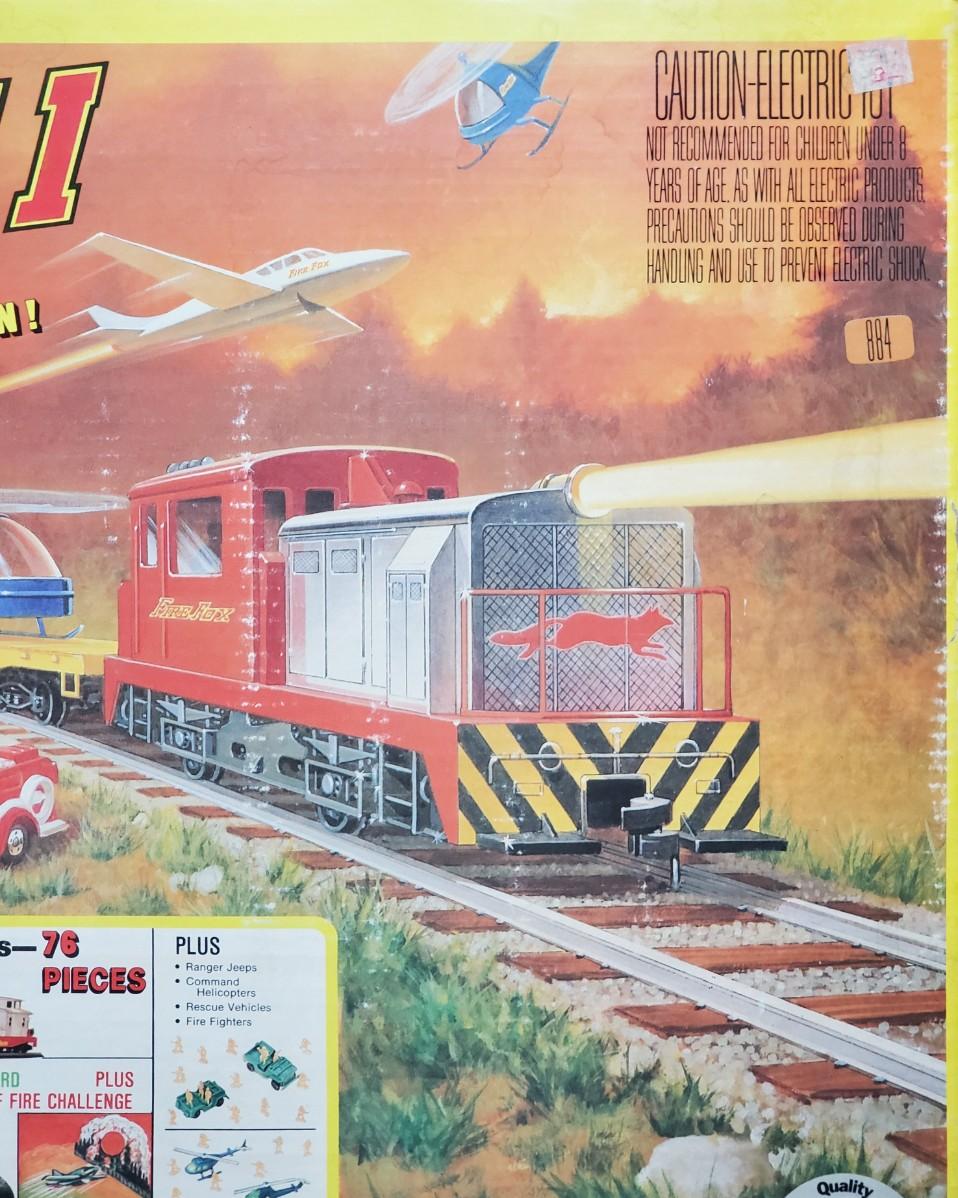 I
N!
CAUTION-ELECTRIC
NOT RECOMMENDED FOR CHILDREN UNDER 8
YEARS OF AGE. AS WITH ALL ELECTRIC PRODUCTS,
PRECAUTIONS SHOULD BE OBSERVED DURING
HANDLING AND USE TO PREVENT ELECTRIC SHOCK.
884
FIRE FOX
FIRE FOX
s—76
PIECES
PLUS
• Ranger Jeeps
• Command
Helicopters
• Rescue Vehicles
• Fire Fighters
RD PLUS
F FIRE CHALLENGE
Quality